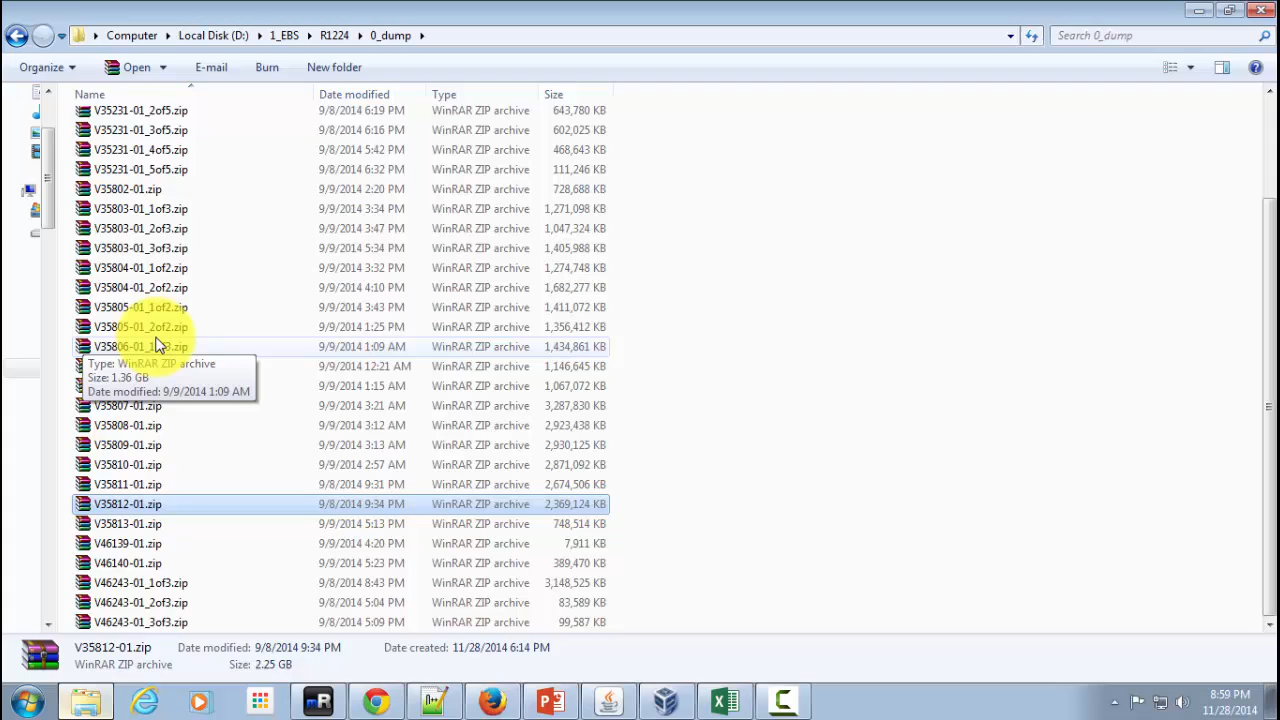 Computer ▸ Local Disk (D:) ▸ 1_EBS ▸ R1224 ▸ 0_dump ▸ Search 0_dump
Organize Open E-mail Burn New folder
Name Date modified Type Size
V35231-01_2of5.zip 9/8/2014 6:19 PM WinRAR ZIP archive 643,780 KB
V35231-01_3of5.zip 9/8/2014 6:16 PM WinRAR ZIP archive 602,025 KB
V35231-01_4of5.zip 9/8/2014 5:42 PM WinRAR ZIP archive 468,643 KB
V35231-01_5of5.zip 9/8/2014 6:32 PM WinRAR ZIP archive 111,246 KB
V35802-01.zip 9/9/2014 2:20 PM WinRAR ZIP archive 728,688 KB
V35803-01_1of3.zip 9/9/2014 3:34 PM WinRAR ZIP archive 1,271,098 KB
V35803-01_2of3.zip 9/9/2014 3:47 PM WinRAR ZIP archive 1,047,324 KB
V35803-01_3of3.zip 9/9/2014 5:34 PM WinRAR ZIP archive 1,405,988 KB
V35804-01_1of2.zip 9/9/2014 3:32 PM WinRAR ZIP archive 1,274,748 KB
V35804-01_2of2.zip 9/9/2014 4:10 PM WinRAR ZIP archive 1,682,277 KB
V35805-01_1of2.zip 9/9/2014 3:43 PM WinRAR ZIP archive 1,411,072 KB
V35805-01_2of2.zip 9/9/2014 1:25 PM WinRAR ZIP archive 1,356,412 KB
V35806-01_1of3.zip 9/9/2014 1:09 AM WinRAR ZIP archive 1,434,861 KB
9/9/2014 12:21 AM WinRAR ZIP archive 1,146,645 KB
9/9/2014 1:15 AM WinRAR ZIP archive 1,067,072 KB
Type: WinRAR ZIP archive
Size: 1.36 GB
Date modified: 9/9/2014 1:09 AM
V35807-01.zip 9/9/2014 3:21 AM WinRAR ZIP archive 3,287,830 KB
V35808-01.zip 9/9/2014 3:12 AM WinRAR ZIP archive 2,923,438 KB
V35809-01.zip 9/9/2014 3:13 AM WinRAR ZIP archive 2,930,125 KB
V35810-01.zip 9/9/2014 2:57 AM WinRAR ZIP archive 2,871,092 KB
V35811-01.zip 9/8/2014 9:31 PM WinRAR ZIP archive 2,674,506 KB
V35812-01.zip 9/8/2014 9:34 PM WinRAR ZIP archive 2,369,124 KB
V35813-01.zip 9/9/2014 5:13 PM WinRAR ZIP archive 748,514 KB
V46139-01.zip 9/9/2014 4:20 PM WinRAR ZIP archive 7,911 KB
V46140-01.zip 9/9/2014 5:23 PM WinRAR ZIP archive 389,470 KB
V46243-01_1of3.zip 9/8/2014 8:43 PM WinRAR ZIP archive 3,148,525 KB
V46243-01_2of3.zip 9/8/2014 5:04 PM WinRAR ZIP archive 83,589 KB
V46243-01_3of3.zip 9/8/2014 5:09 PM WinRAR ZIP archive 99,587 KB
V35812-01.zip Date modified: 9/8/2014 9:34 PM Date created: 11/28/2014 6:14 PM
WinRAR ZIP archive Size: 2.25 GB
8:59 PM
11/28/2014